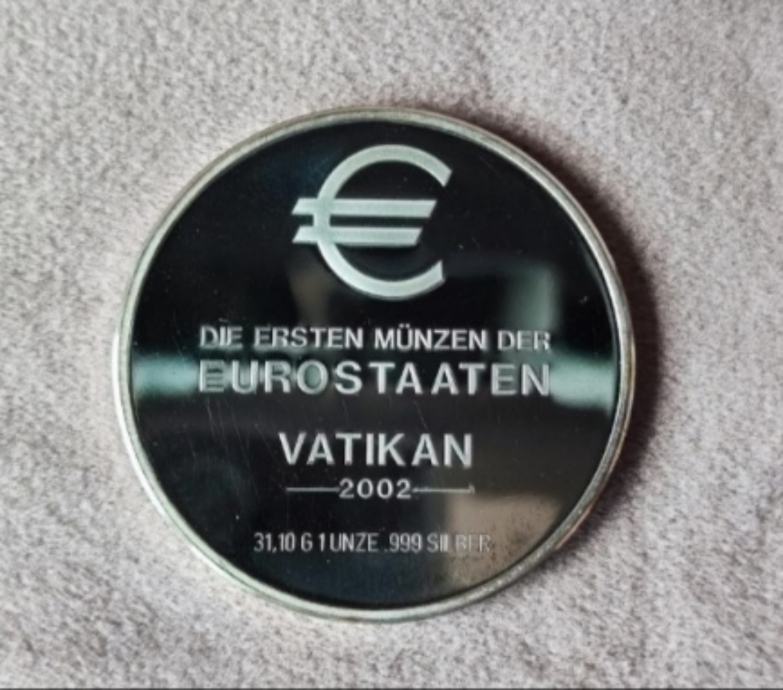 €
DIE ERSTEN MÜNZEN DER
EUROSTAATEN
VATIKAN
2002
31,10 G 1 UNZE .999 SILBER